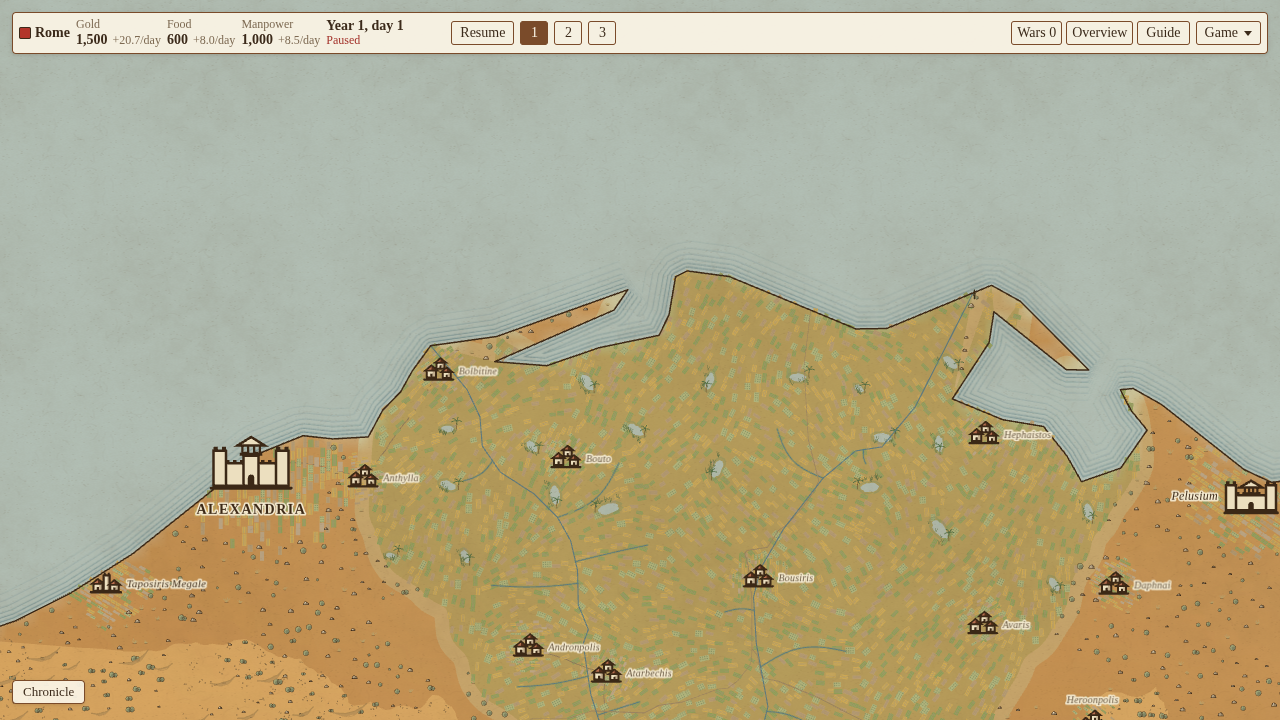 Rome
Gold
1,500 +20.7/day
Food
600 +8.0/day
Manpower
1,000 +8.5/day
Year 1, day 1
Paused
Resume
1
2
3
Wars 0
Overview
Guide
Game
Bolbitine
Bouto
Anthylla
ALEXANDRIA
Hephaistos
Pelusium
Taposiris Megale
Bousiris
Daphnai
Avaris
Andronpolis
Atarbechis
Heroonpolis
Chronicle